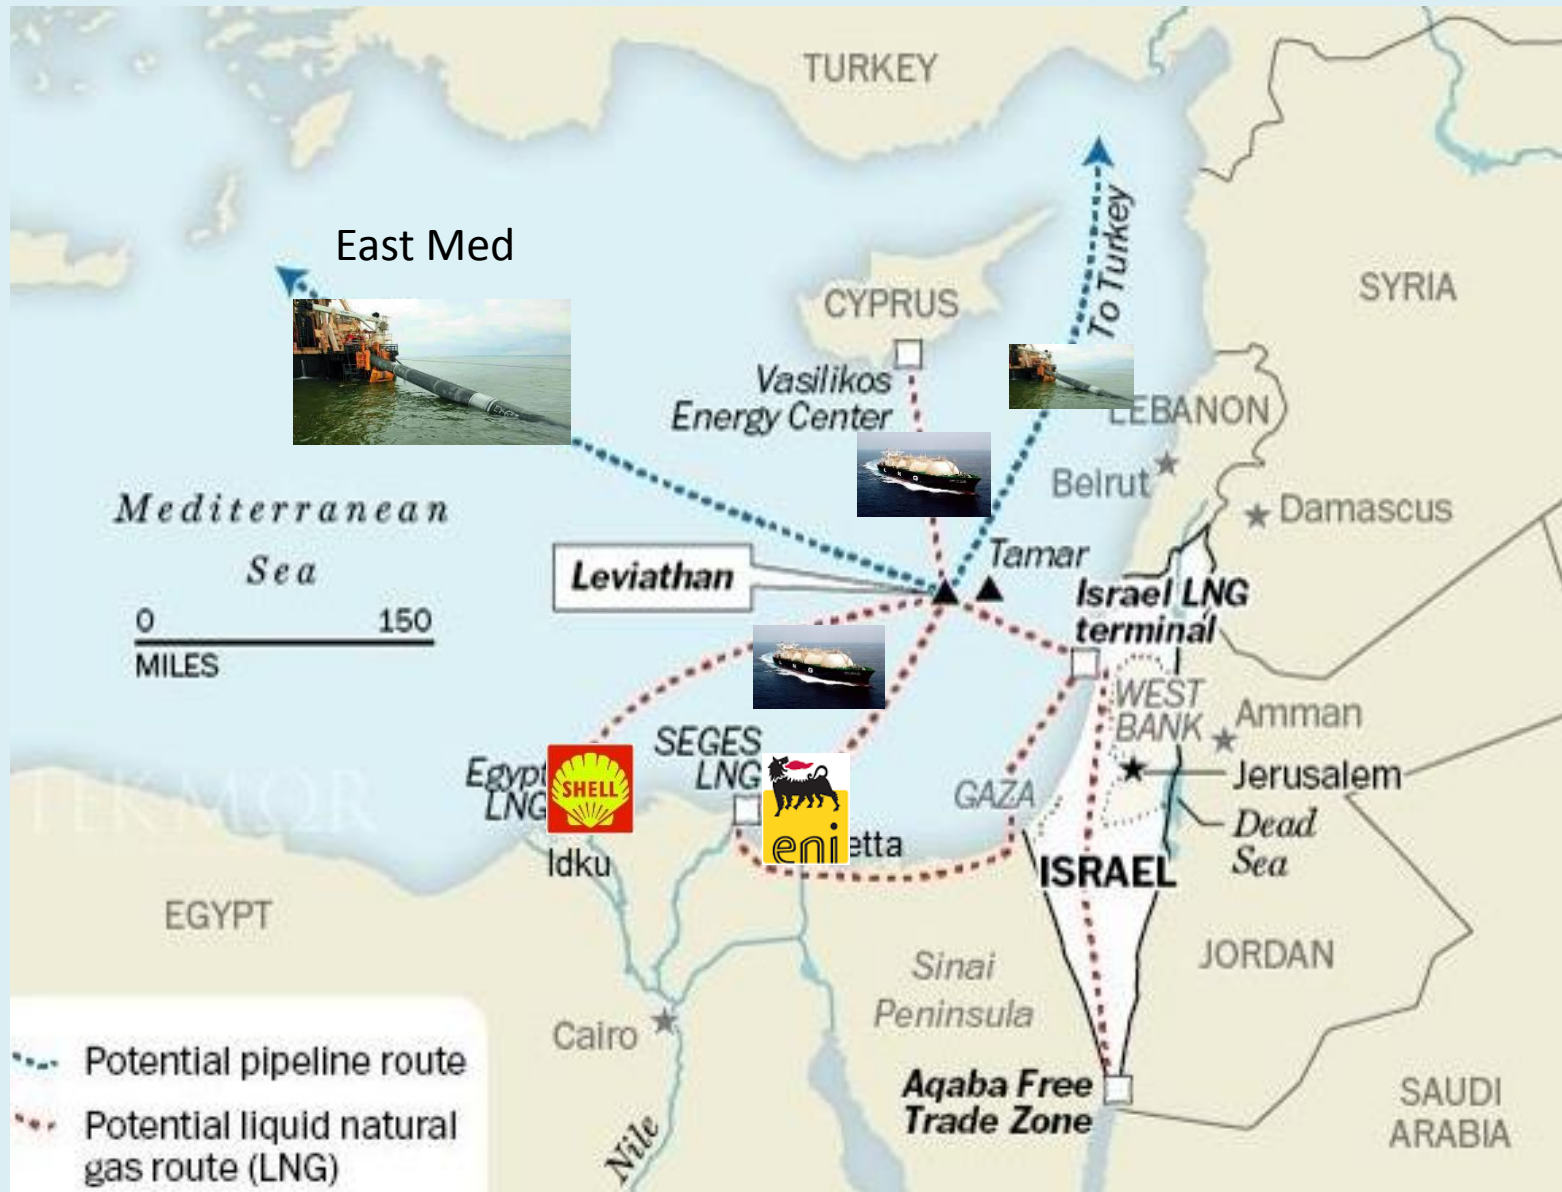 TURKEY
East Med
To Turkey
SYRIA
CYPRUS
Vasilikos
Energy Center
LEBANON
Beirut
Damascus
Mediterranean
Sea
0 150
MILES
Leviathan
Tamar
Israel LNG
terminal
WEST
BANK
Amman
SEGES
LNG
Egypt
LNG
SHELL
eni
etta
Idku
GAZA
Jerusalem
Dead
Sea
ISRAEL
TEKMOR
EGYPT
JORDAN
Sinai
Peninsula
Cairo
Nile
Aqaba Free
Trade Zone
SAUDI
ARABIA
Potential pipeline route
Potential liquid natural
gas route (LNG)
LNG
LNG